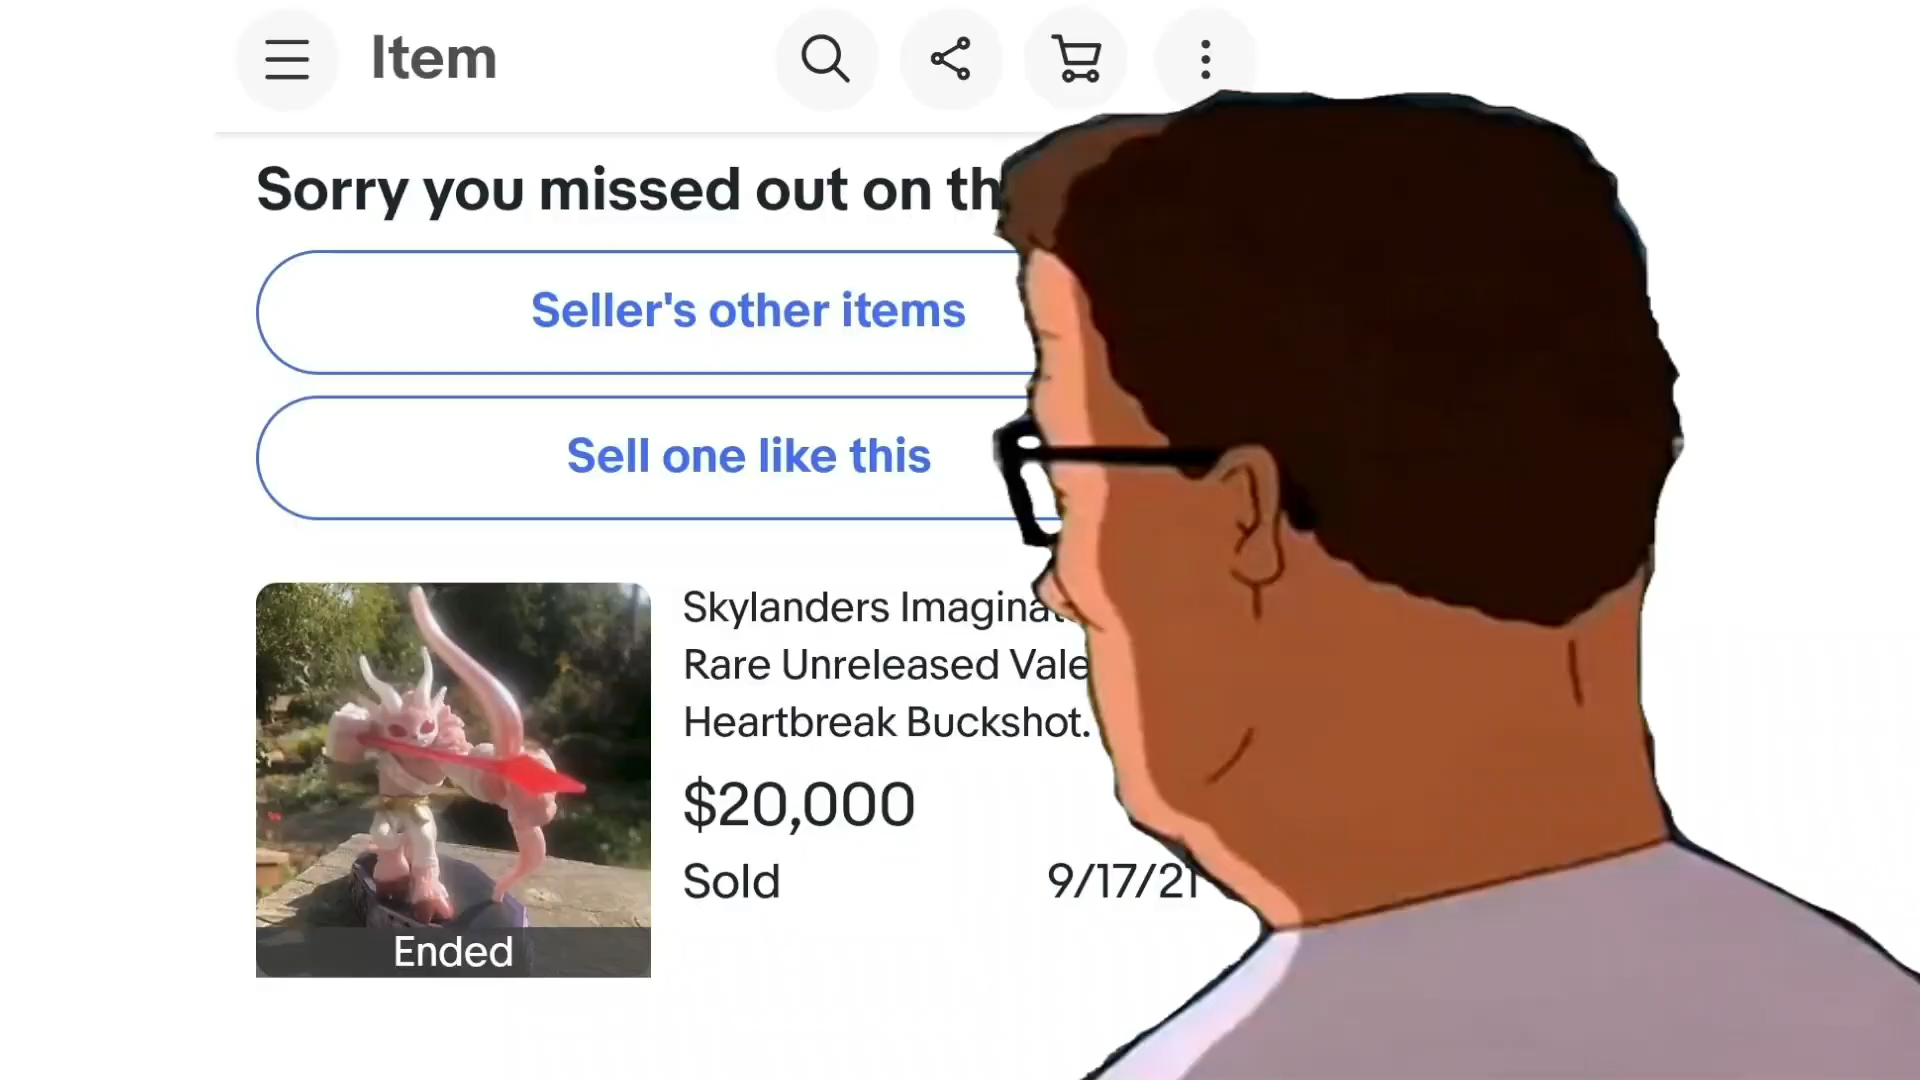 Item
Sorry you missed out on th
Seller's other items
Sell one like this
Skylanders Imaginat
Rare Unreleased Vale
Heartbreak Buckshot.
$20,000
Sold 9/17/21
Ended